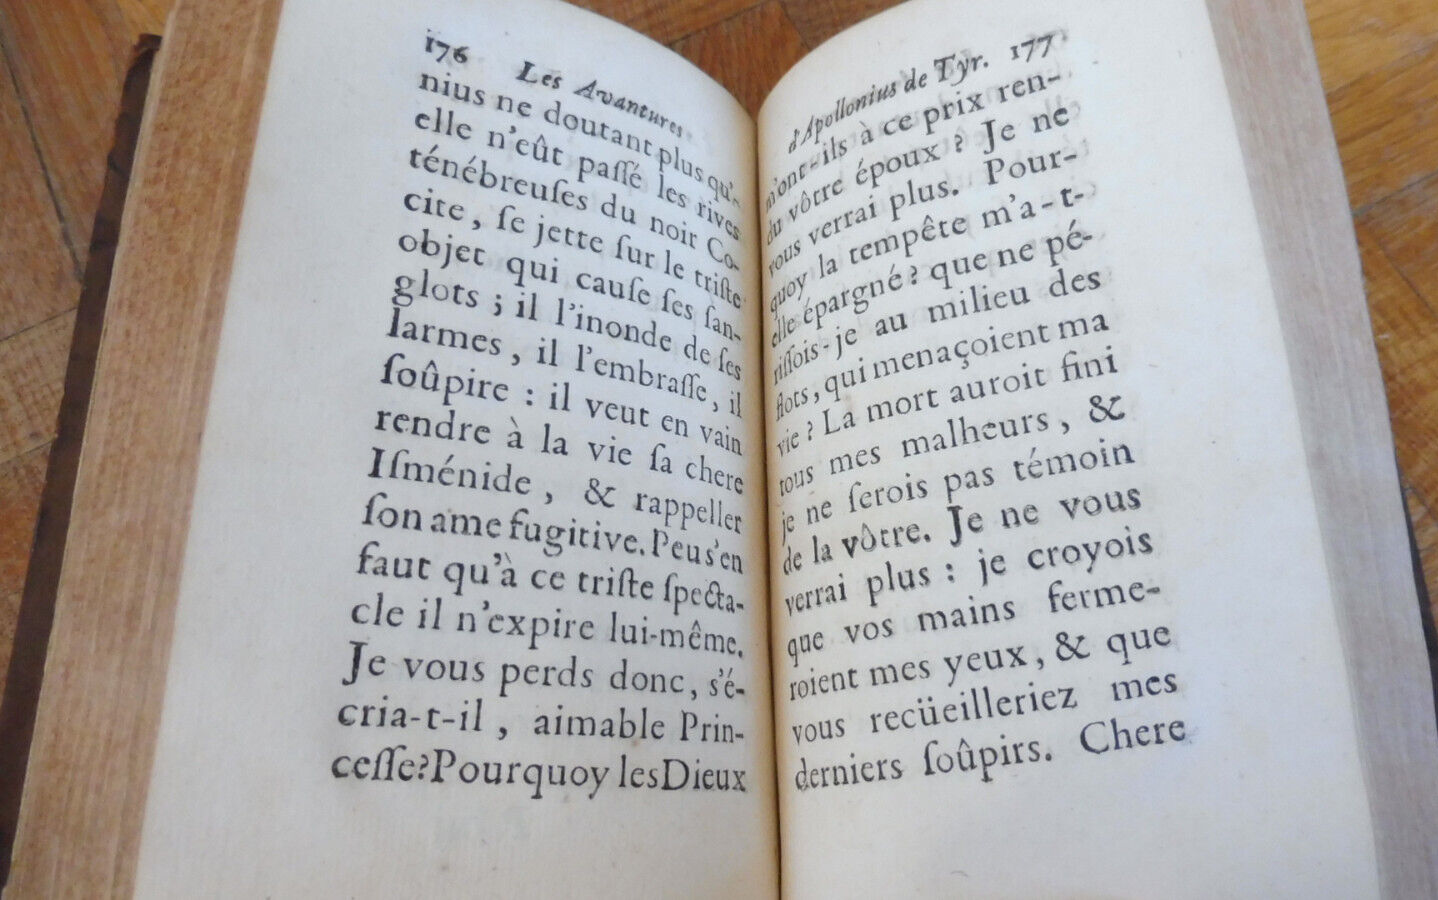 176 Les Avantures
nius ne doutant plus qu'-
elle n'eût paſſé les rives
ténébreuſes du noir Co-
cite, ſe jette ſur le triſte
objet qui cauſe ſes ſan-
glots ; il l'inonde de ſes
larmes, il l'embraſſe, il
ſoûpire : il veut en vain
rendre à la vie ſa chere
Iſménide, & rappeller
ſon ame fugitive. Peu s'en
faut qu'à ce triſte ſpecta-
cle il n'expire lui-même.
Je vous perds donc, s'é-
cria-t-il, aimable Prin-
ceſſe? Pourquoy les Dieux
d'Apollonius de Tyr. 177
m'ont-ils à ce prix ren-
du vôtre époux ? Je ne
vous verrai plus. Pour-
quoy la tempête m'a-t-
elle épargné ? que ne pé-
riſſois-je au milieu des
flots, qui menaçoient ma
vie ? La mort auroit fini
tous mes malheurs, &
je ne ſerois pas témoin
de la vôtre. Je ne vous
verrai plus : je croyois
que vos mains ferme-
roient mes yeux, & que
vous recüeilleriez mes
derniers ſoûpirs. Chere